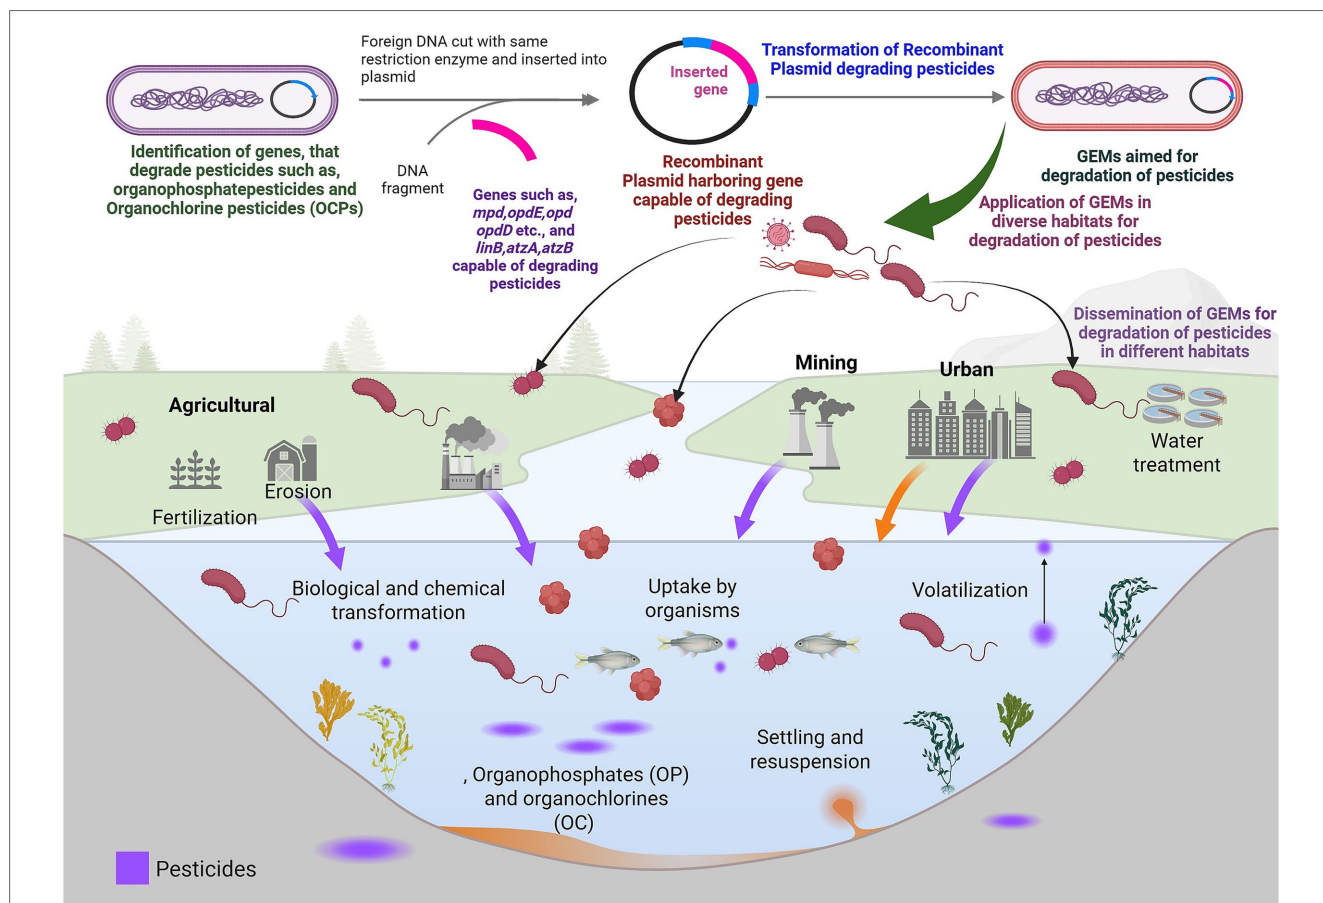 Foreign DNA cut with same
restriction enzyme and inserted into
plasmid
Inserted
gene
Transformation of Recombinant
Plasmid degrading pesticides
Identification of genes, that
degrade pesticides such as,
organophosphatepesticides and
Organochlorine pesticides (OCPs)
DNA
fragment
Genes such as,
mpd,opdE,opd
opdD etc., and
linB,atzA,atzB
capable of degrading
pesticides
Recombinant
Plasmid harboring gene
capable of degrading
pesticides
GEMs aimed for
degradation of pesticides
Application of GEMs in
diverse habitats for
degradation of pesticides
Dissemination of GEMs for
degradation of pesticides
in different habitats
Agricultural
Mining
Urban
Erosion
Fertilization
Water
treatment
Biological and chemical
transformation
Uptake by
organisms
Volatilization
Settling and
resuspension
, Organophosphates (OP)
and organochlorines
(OC)
Pesticides